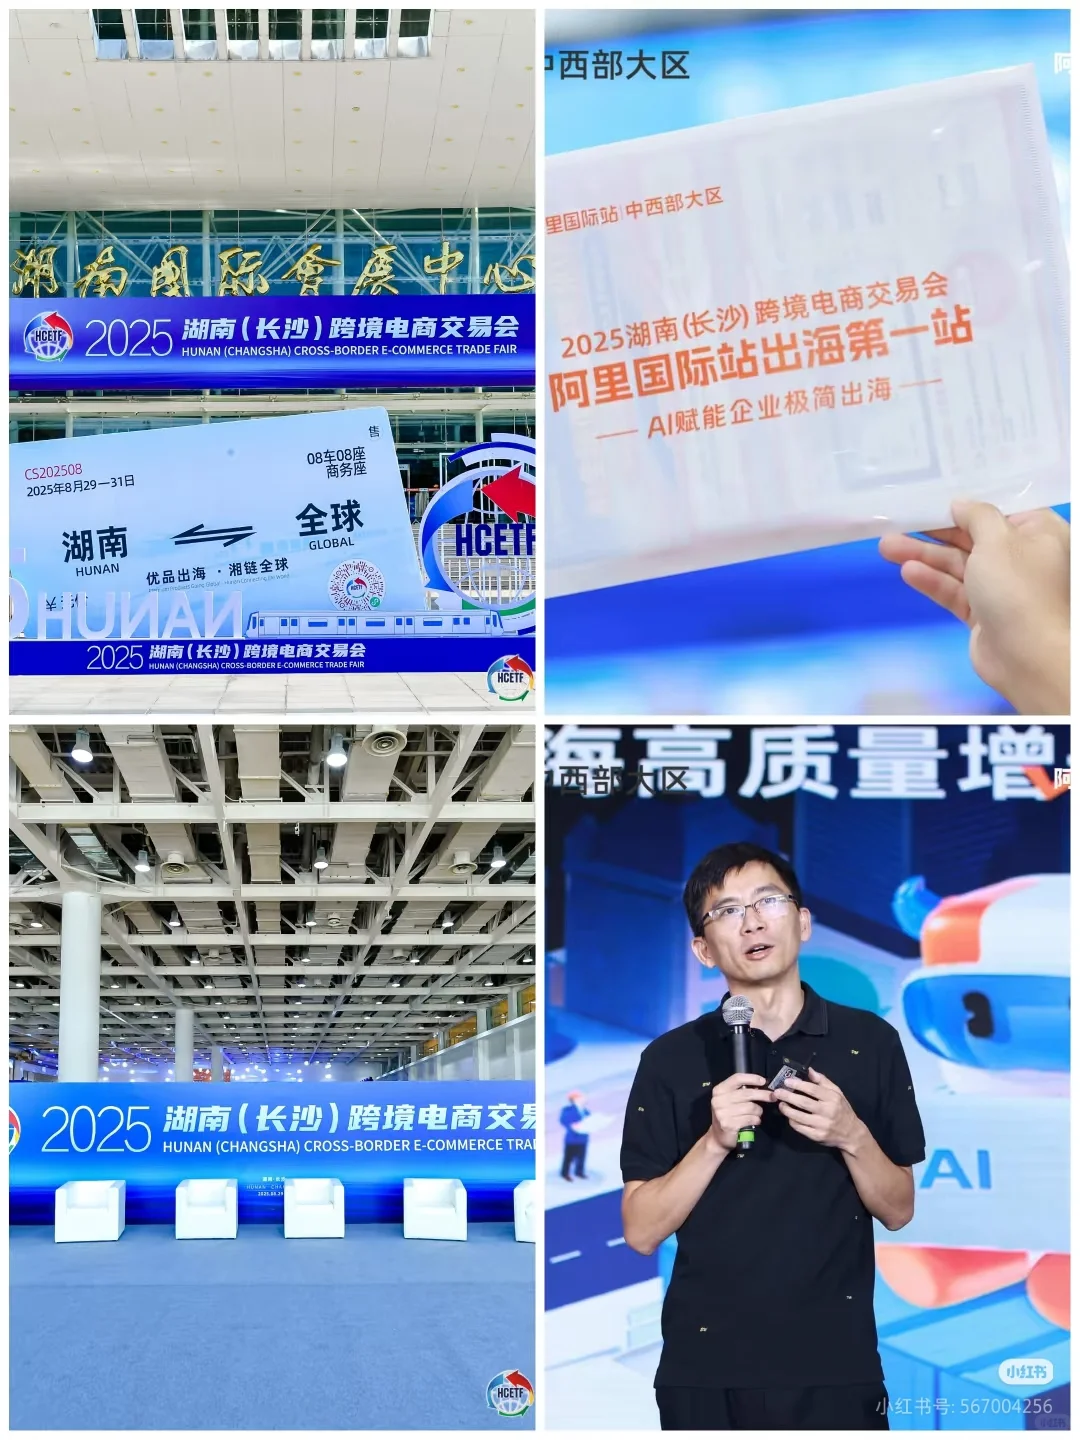 湖南国际會展中心
HCETF
2025
湖南(长沙)跨境电商交易会
HUNAN (CHANGSHA) CROSS-BORDER E-COMMERCE TRADE FAIR
售
CS202508
2025年8月29—31日
08车08座
商务座
湖南
HUNAN
全球
GLOBAL
优品出海 · 湘链全球
HCETF
HUNAN
2025
湖南(长沙)跨境电商交易会
HUNAN (CHANGSHA) CROSS-BORDER E-COMMERCE TRADE FAIR
HCETF
西部大区
里国际站|中西部大区
2025湖南(长沙)跨境电商交易会
阿里国际站出海第一站
AI赋能企业极简出海
2025
湖南(长沙)跨境电商交易
HUNAN (CHANGSHA) CROSS-BORDER E-COMMERCE TRA
HCETF
海高质量增
西部大区
AI
小红书
小红书号: 567004256